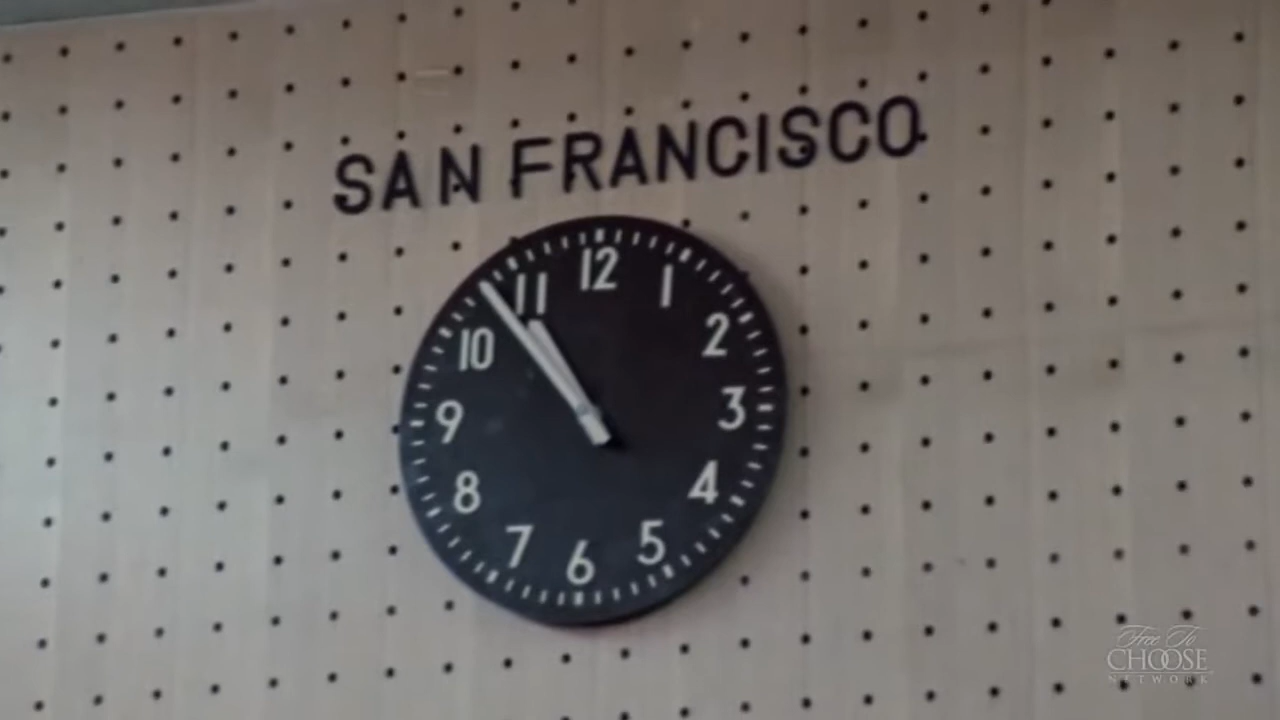 SAN FRANCISCO
12
11 1
10 2
9 3
8 4
7 5
6
Free To
CHOOSE
NETWORK